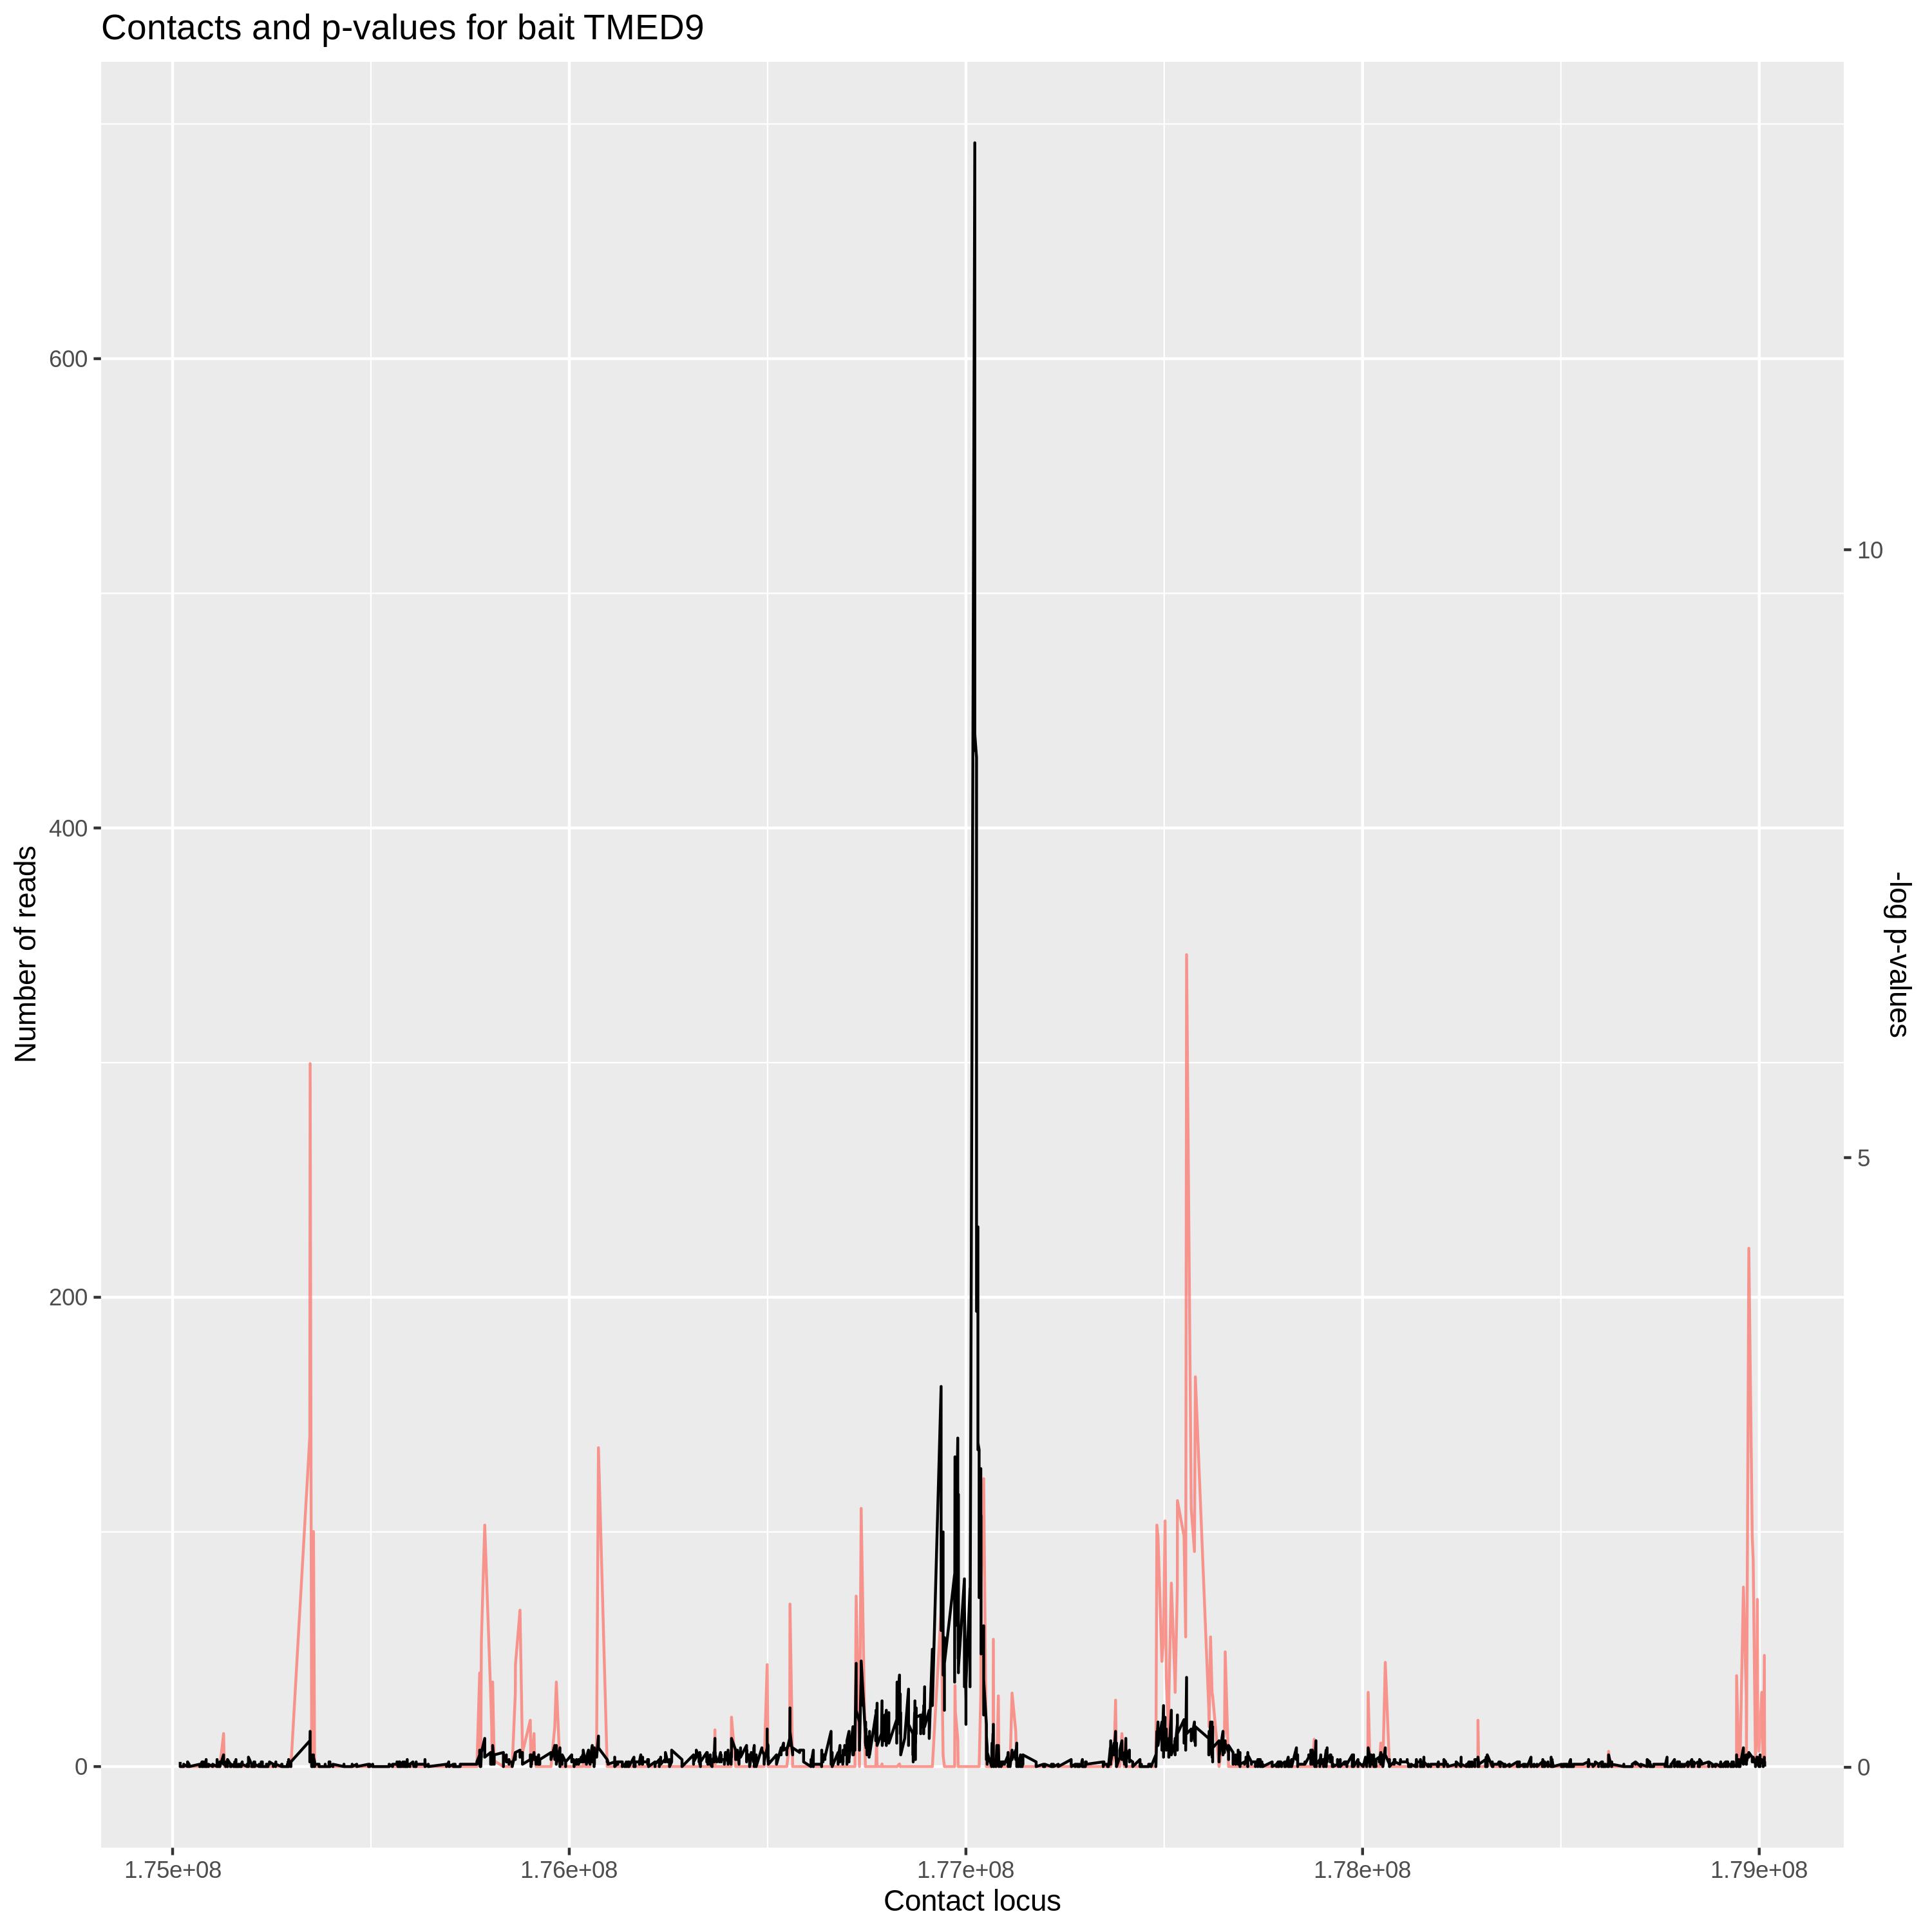 Contacts and p-values for bait TMED9
600
400
200
0
Number of reads
10
5
0
-log p-values
1.75e+08
1.76e+08
1.77e+08
1.78e+08
1.79e+08
Contact locus